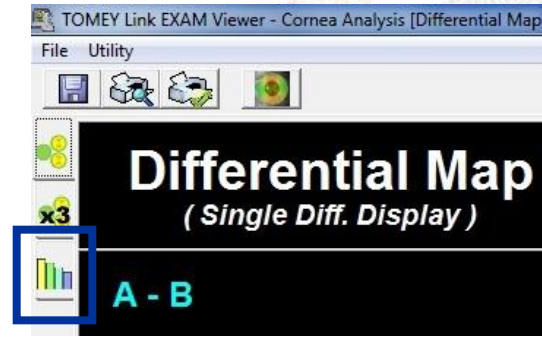 TOMEY Link EXAM Viewer - Cornea Analysis [Differential Map
File Utility
Differential Map
( Single Diff. Display )
x3
A - B